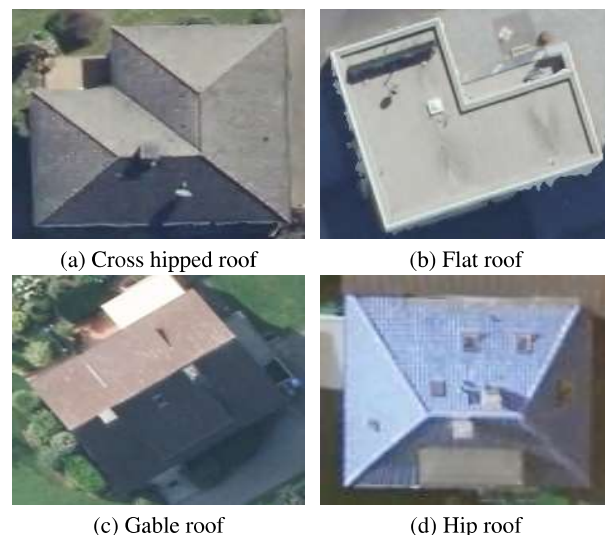 (a) Cross hipped roof
(b) Flat roof
(c) Gable roof
(d) Hip roof